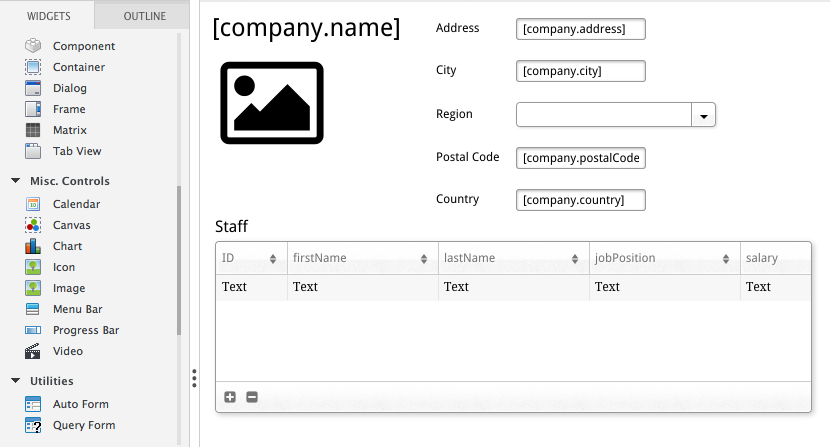 WIDGETS
OUTLINE
Component
Container
Dialog
Frame
Matrix
Tab View
Misc. Controls
Calendar
Canvas
Chart
Icon
Image
Menu Bar
Progress Bar
Video
Utilities
Auto Form
Query Form
[company.name]
Address [company.address]
City [company.city]
Region
Postal Code [company.postalCode
Country [company.country]
Staff
ID firstName lastName jobPosition salary
Text Text Text Text Text